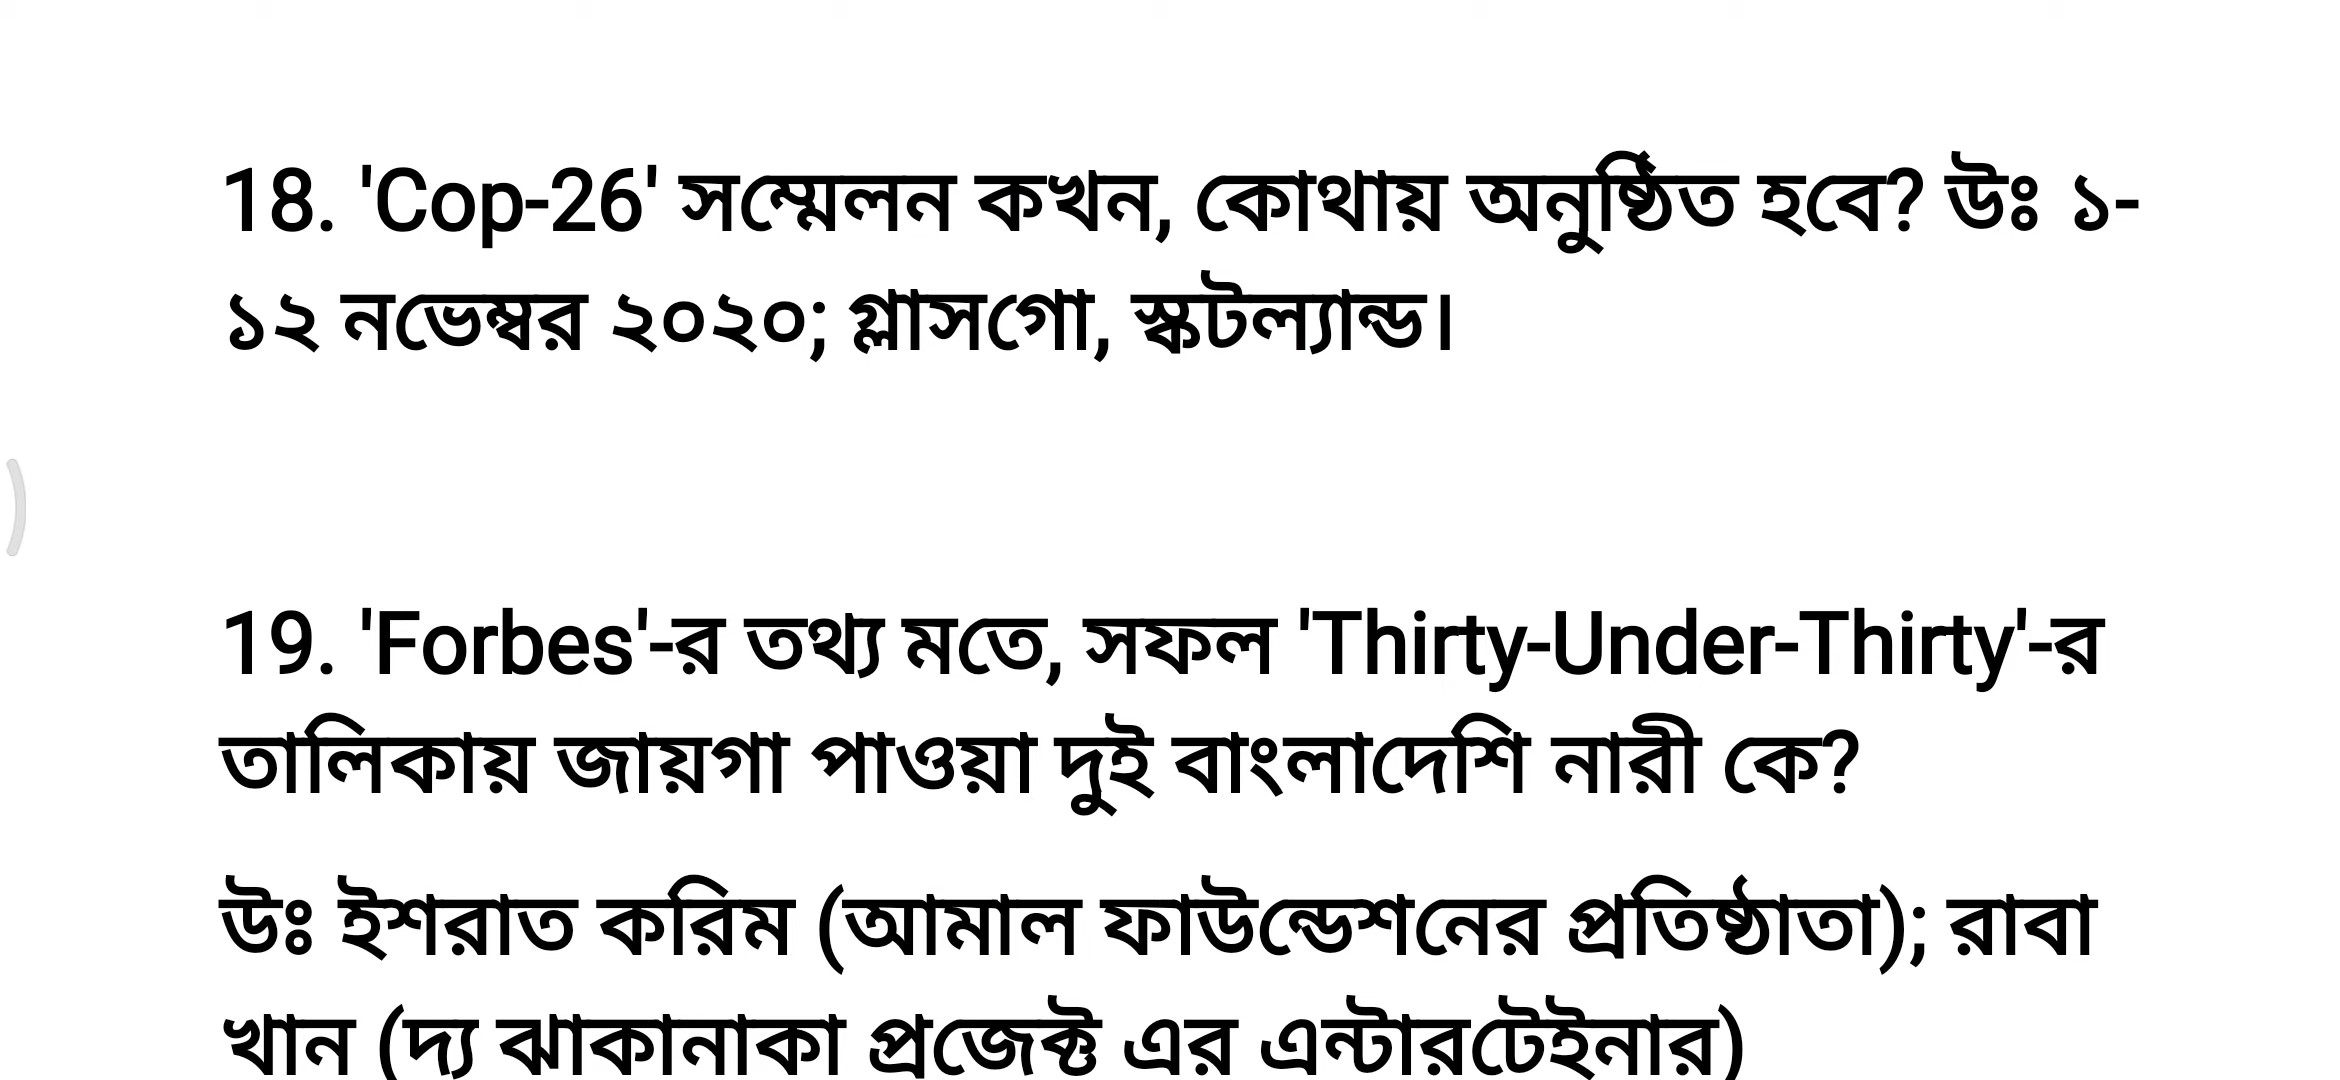 18. 'Cop-26' সম্মেলন কখন, কোথায় অনুষ্ঠিত হবে? উঃ ১-
১২ নভেম্বর ২০২০; গ্লাসগো, স্কটল্যান্ড।
19. 'Forbes'-র তথ্য মতে, সফল 'Thirty-Under-Thirty'-র
তালিকায় জায়গা পাওয়া দুই বাংলাদেশি নারী কে?
উঃ ইশরাত করিম (আমাল ফাউন্ডেশনের প্রতিষ্ঠাতা); রাবা
খান (দ্য ঝাকানাকা প্রজেক্ট এর এন্টারটেইনার)